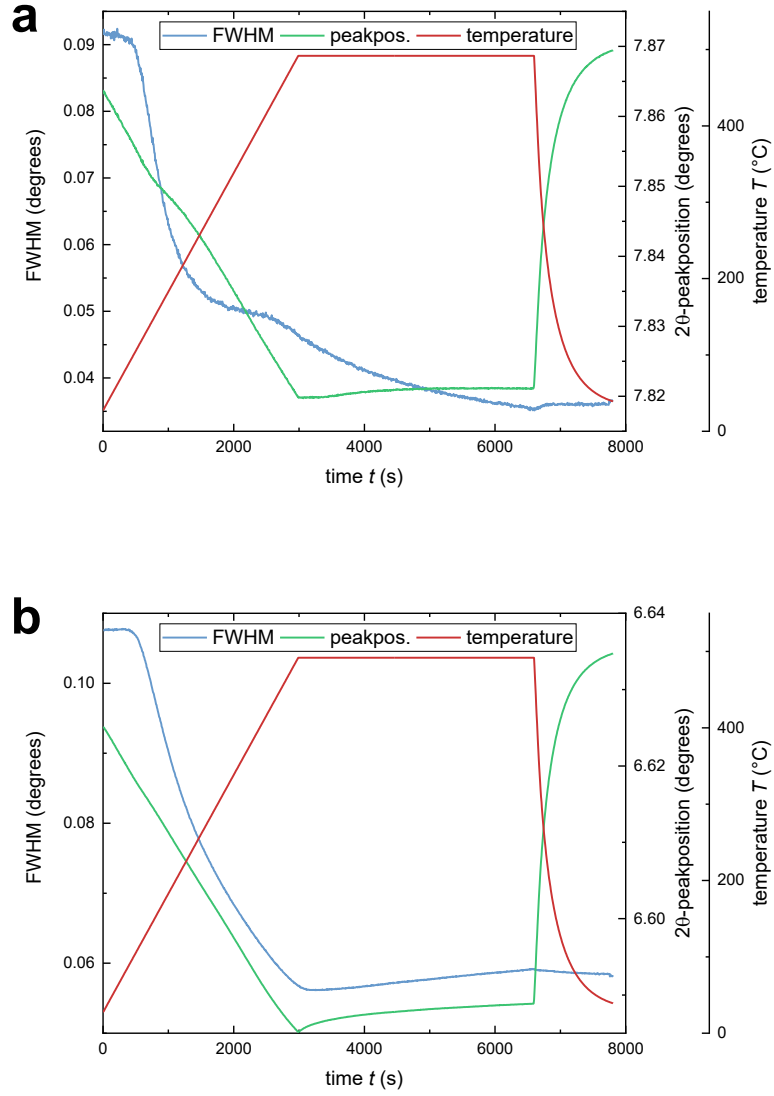 a
FWHM peakpos. temperature
0.09
0.08
0.07
0.06
0.05
0.04
FWHM (degrees)
7.87
7.86
7.85
7.84
7.83
7.82
2θ-peakposition (degrees)
400
200
0
temperature T (°C)
0 2000 4000 6000 8000
time t (s)
b
FWHM peakpos. temperature
0.10
0.08
0.06
FWHM (degrees)
6.64
6.62
6.60
2θ-peakposition (degrees)
400
200
0
temperature T (°C)
0 2000 4000 6000 8000
time t (s)